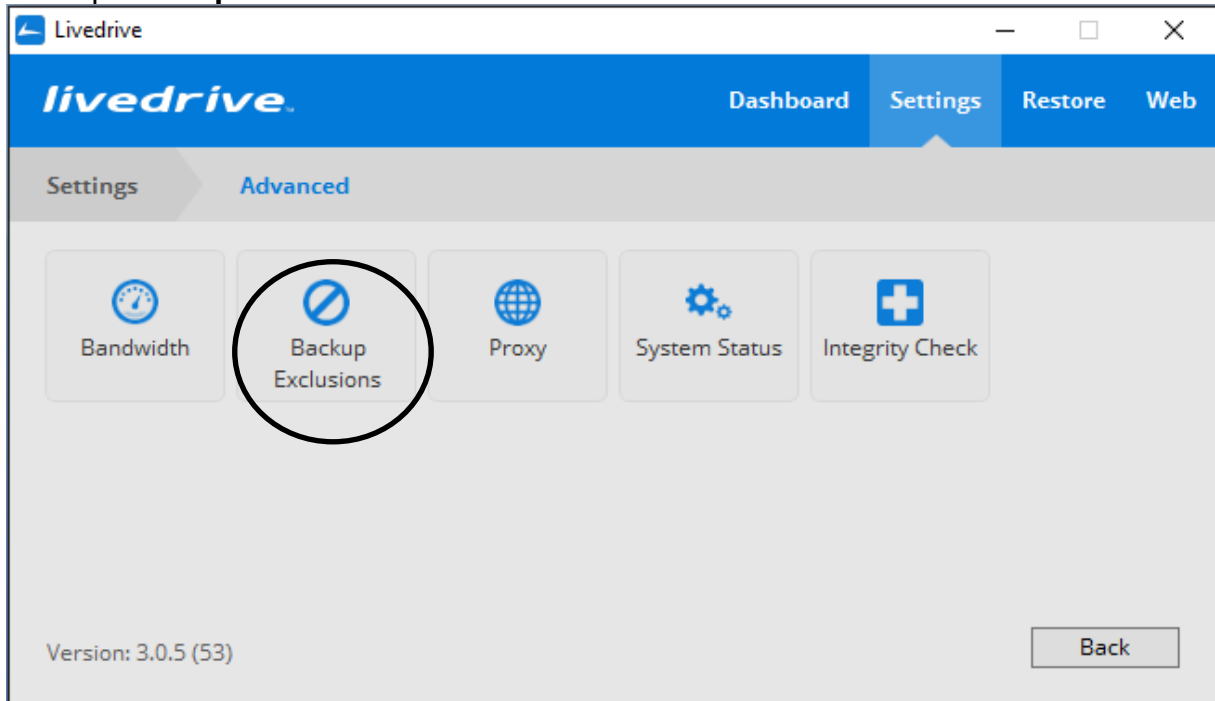 Livedrive
livedrive
Dashboard Settings Restore Web
Settings Advanced
Bandwidth
Backup
Exclusions
Proxy
System Status
Integrity Check
Version: 3.0.5 (53)
Back